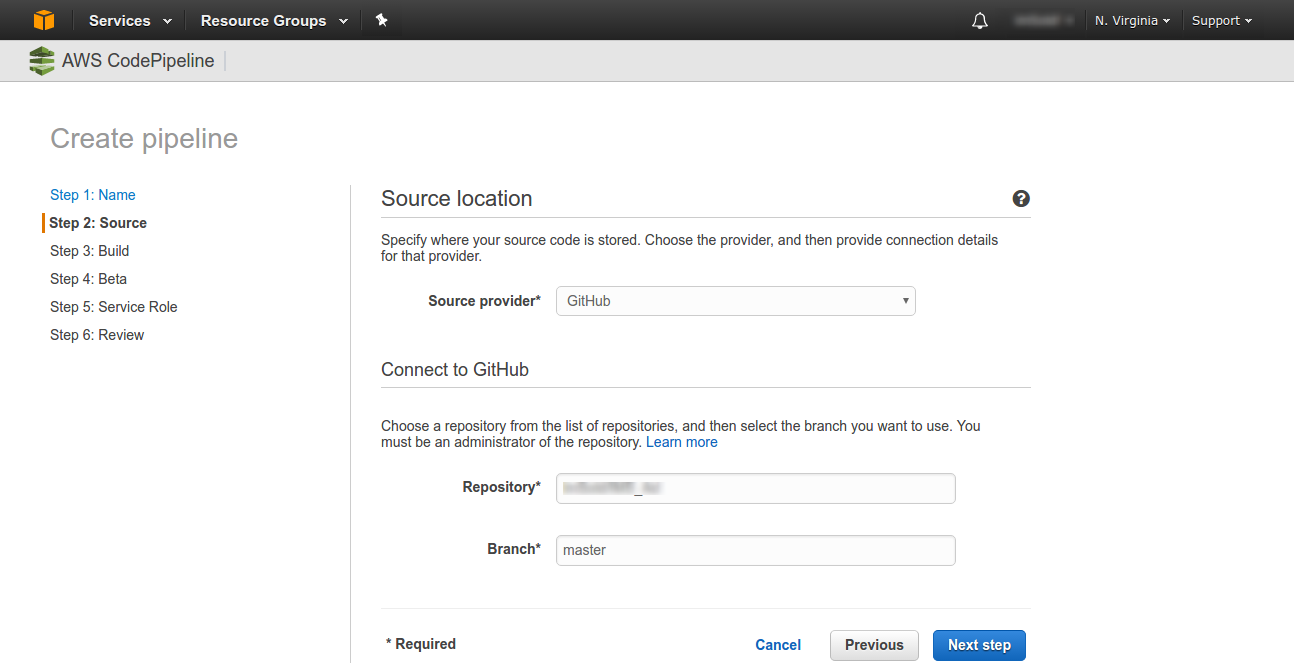 Services Resource Groups N. Virginia Support
AWS CodePipeline
Create pipeline
Step 1: Name
Step 2: Source
Step 3: Build
Step 4: Beta
Step 5: Service Role
Step 6: Review
Source location
Specify where your source code is stored. Choose the provider, and then provide connection details
for that provider.
Source provider* GitHub
Connect to GitHub
Choose a repository from the list of repositories, and then select the branch you want to use. You
must be an administrator of the repository. Learn more
Repository*
Branch* master
* Required Cancel Previous Next step